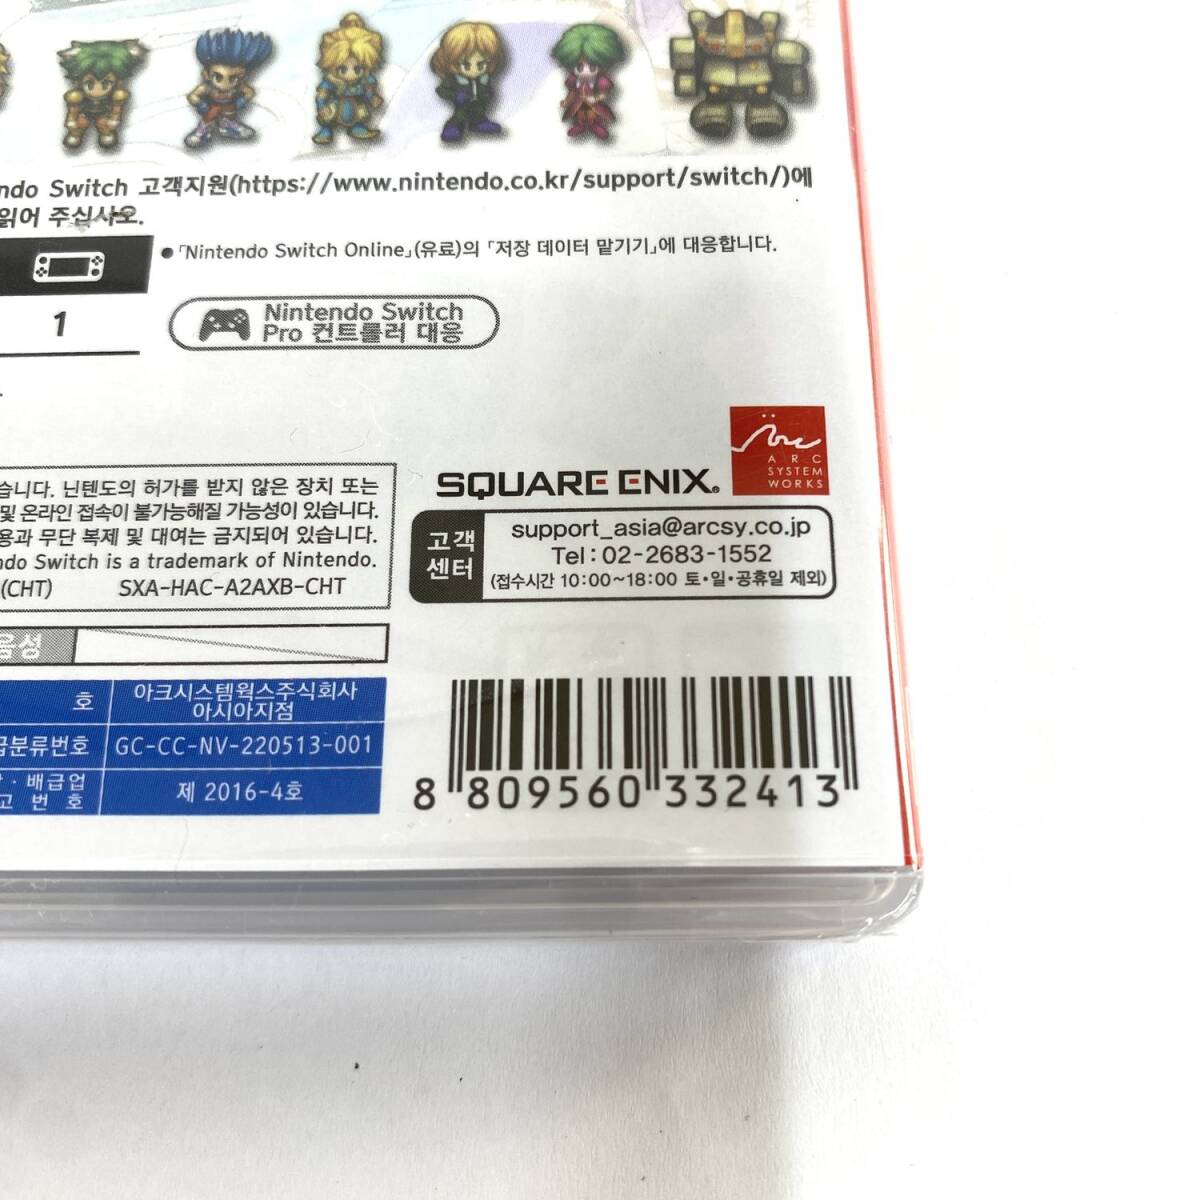 Switch 고객지원(https://www.nintendo.co.kr/support/switch/)에
읽어 주십시오.
●「Nintendo Switch Online」(유료)의 「저장 데이터 맡기기」에 대응합니다.
1
Nintendo Switch
Pro 컨트롤러 대응
ARC
SYSTEM
WORKS
SQUARE ENIX.
고객
센터
support_asia@arcsy.co.jp
Tel : 02-2683-1552
(접수시간 10:00~18:00 토·일·공휴일 제외)
닌텐도의 허가를 받지 않은 장치 또는
및 온라인 접속이 불가능해질 가능성이 있습니다.
무단 복제 및 대여는 금지되어 있습니다.
Switch is a trademark of Nintendo.
(CHT) SXA-HAC-A2AXB-CHT
음성
호 아크시스템웍스주식회사
아시아지점
GC-CC-NV-220513-001
배급업
번호 제 2016-4호
8 809560 332413